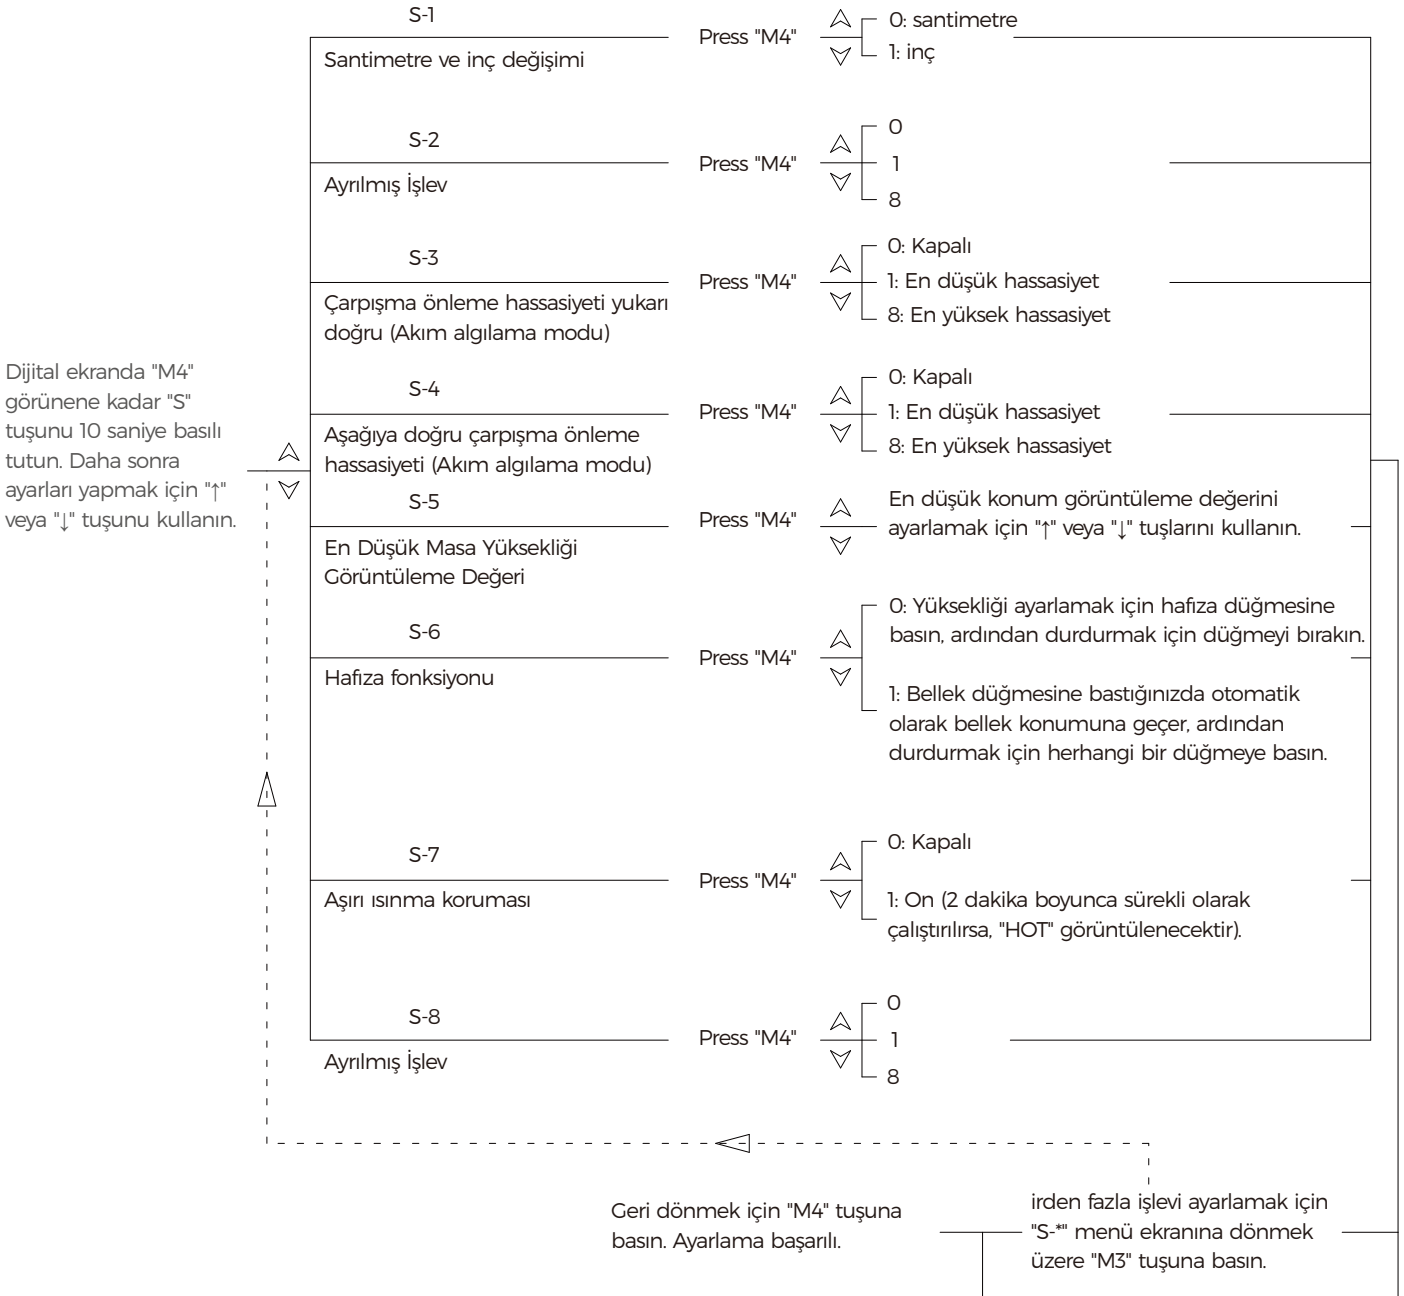 Dijital ekranda "M4"
görünene kadar "S"
tuşunu 10 saniye basılı
tutun. Daha sonra
ayarları yapmak için "↑"
veya "↓" tuşunu kullanın.
S-1
Santimetre ve inç değişimi
Press "M4"
0: santimetre
1: inç
S-2
Ayrılmış İşlev
Press "M4"
0
1
8
S-3
Çarpışma önleme hassasiyeti yukarı
doğru (Akım algılama modu)
Press "M4"
0: Kapalı
1: En düşük hassasiyet
8: En yüksek hassasiyet
S-4
Aşağıya doğru çarpışma önleme
hassasiyeti (Akım algılama modu)
Press "M4"
0: Kapalı
1: En düşük hassasiyet
8: En yüksek hassasiyet
S-5
En Düşük Masa Yüksekliği
Görüntüleme Değeri
Press "M4"
En düşük konum görüntüleme değerini
ayarlamak için "↑" veya "↓" tuşlarını kullanın.
S-6
Hafıza fonksiyonu
Press "M4"
0: Yüksekliği ayarlamak için hafıza düğmesine
basın, ardından durdurmak için düğmeyi bırakın.
1: Bellek düğmesine bastığınızda otomatik
olarak bellek konumuna geçer, ardından
durdurmak için herhangi bir düğmeye basın.
S-7
Aşırı ısınma koruması
Press "M4"
0: Kapalı
1: On (2 dakika boyunca sürekli olarak
çalıştırılırsa, "HOT" görüntülenecektir).
S-8
Ayrılmış İşlev
Press "M4"
0
1
8
Geri dönmek için "M4" tuşuna
basın. Ayarlama başarılı.
irden fazla işlevi ayarlamak için
"S-*" menü ekranına dönmek
üzere "M3" tuşuna basın.